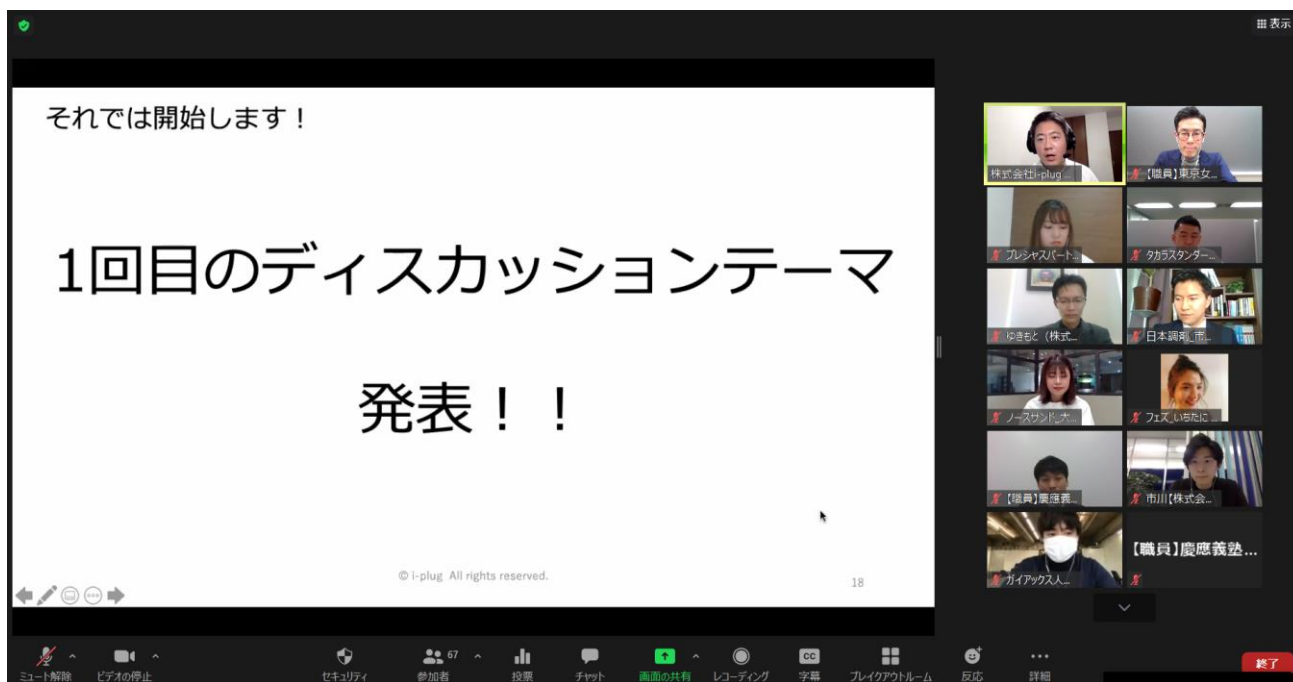 表示
それでは開始します！
1回目のディスカッションテーマ
発表！！
© i-plug All rights reserved.
18
株式会社i-plug ...
【職員】東京女...
プレシャスパート...
タカラスタンダー...
ゆきもと（株式...
日本調剤_市...
ノースサンド_大...
フェズ_いちたに ...
【職員】慶應義...
市川【株式会...
ガイアックス人...
【職員】慶應義塾...
ミュート解除
ビデオの停止
セキュリティ
67
参加者
投票
チャット
画面の共有
レコーディング
CC
字幕
ブレイクアウトルーム
反応
詳細
終了